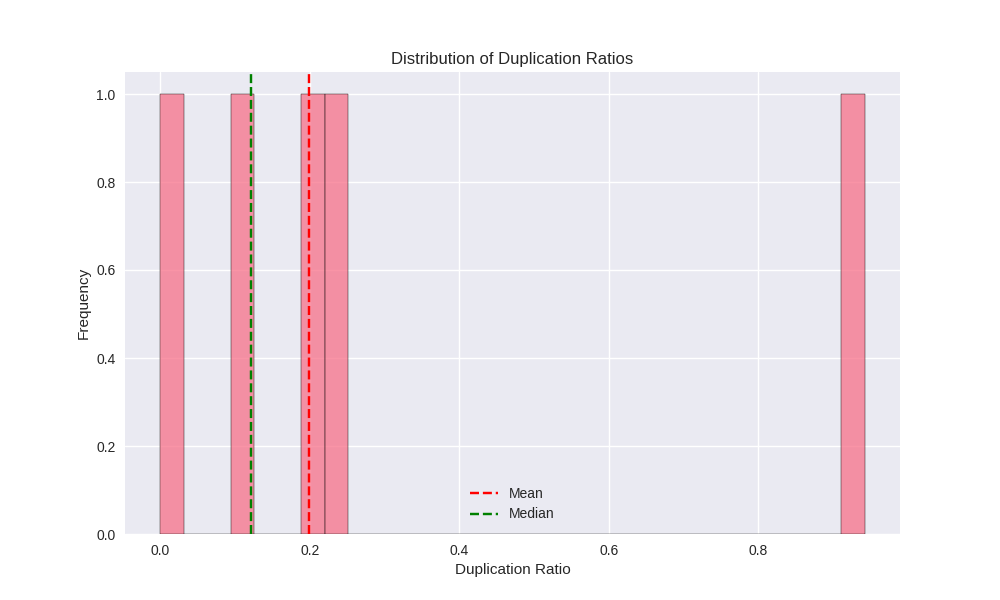 Distribution of Duplication Ratios
1.0
0.8
0.6
0.4
0.2
0.0
Frequency
Mean
Median
0.0 0.2 0.4 0.6 0.8
Duplication Ratio